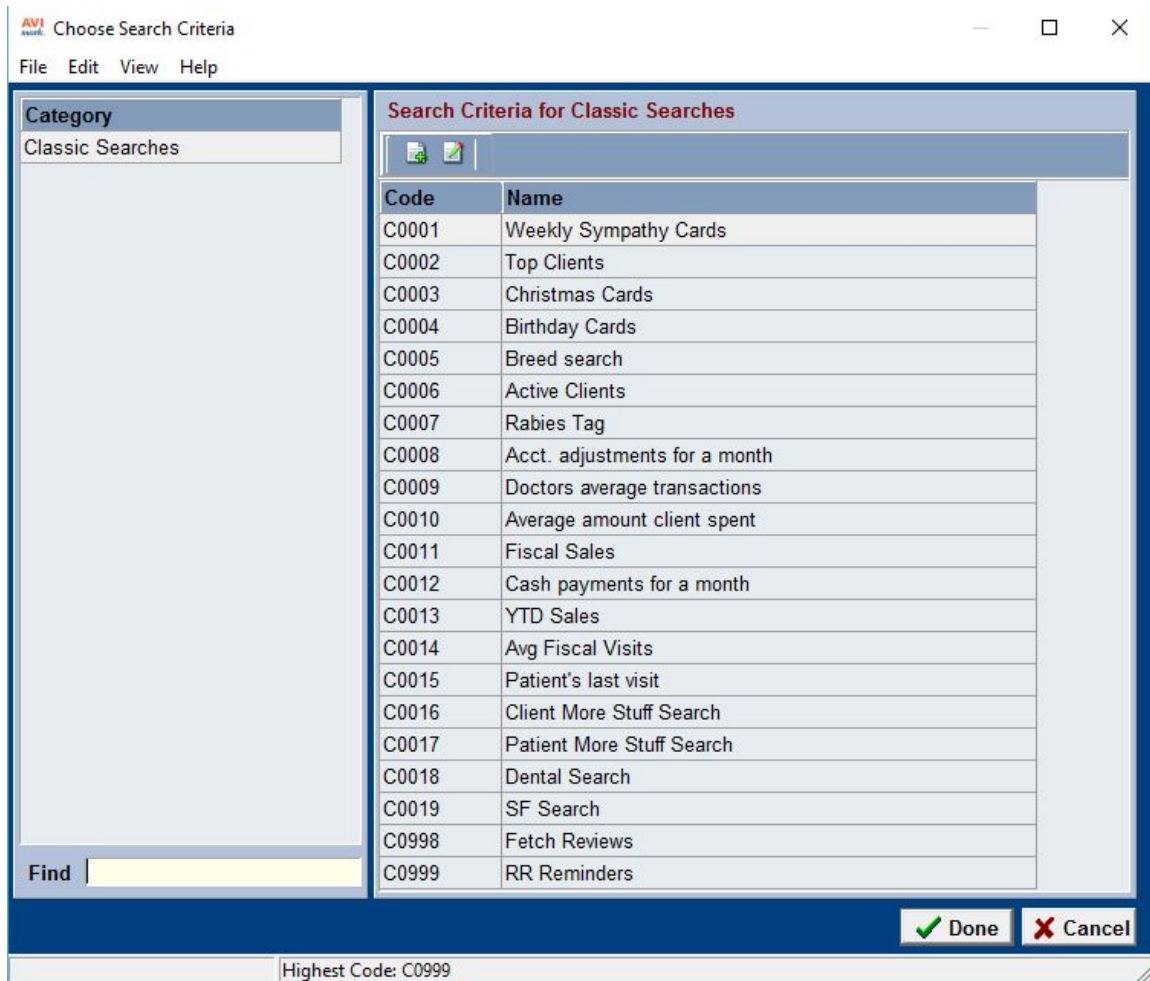 AVI mark. Choose Search Criteria
File Edit View Help
Category
Classic Searches
Find
Search Criteria for Classic Searches
Code Name
C0001 Weekly Sympathy Cards
C0002 Top Clients
C0003 Christmas Cards
C0004 Birthday Cards
C0005 Breed search
C0006 Active Clients
C0007 Rabies Tag
C0008 Acct. adjustments for a month
C0009 Doctors average transactions
C0010 Average amount client spent
C0011 Fiscal Sales
C0012 Cash payments for a month
C0013 YTD Sales
C0014 Avg Fiscal Visits
C0015 Patient's last visit
C0016 Client More Stuff Search
C0017 Patient More Stuff Search
C0018 Dental Search
C0019 SF Search
C0998 Fetch Reviews
C0999 RR Reminders
Done Cancel
Highest Code: C0999